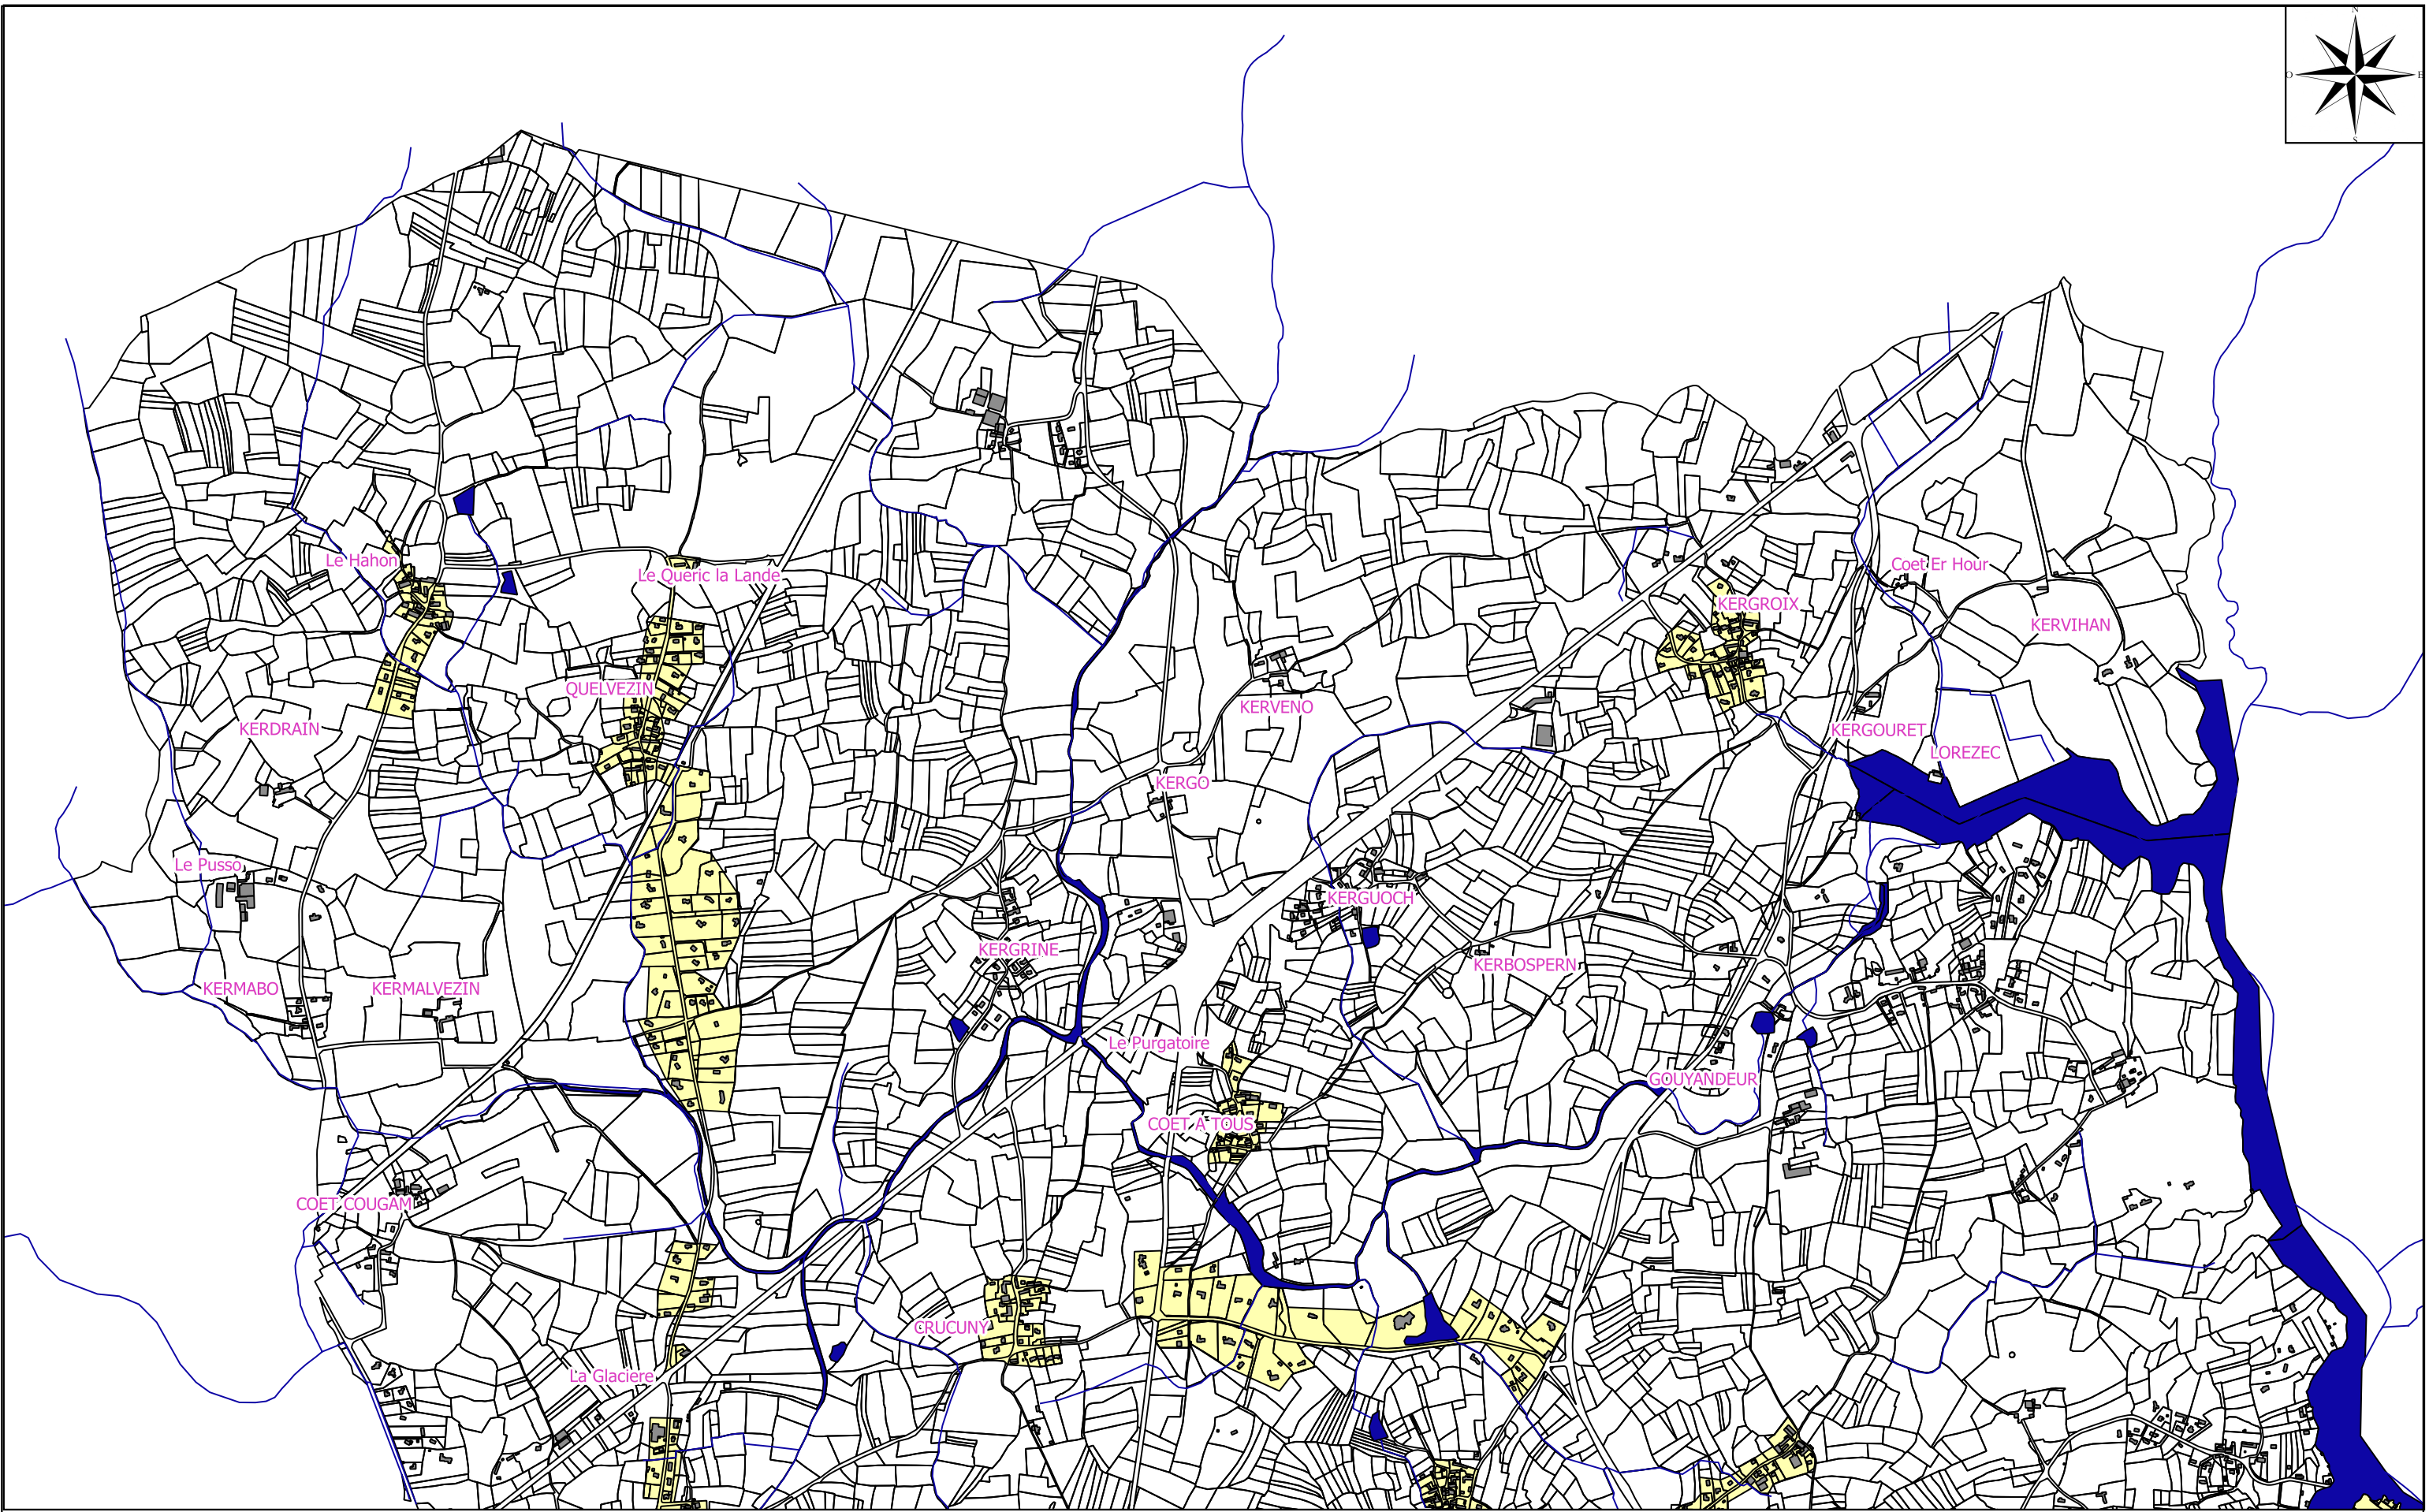 N
O
E
S
Le Hahon
Coet Er Hour
Le Queric la Lande
KERGROIX
KERVIHAN
QUELVEZIN
KERVENO
KERDRAIN
KERGOURET
LOREZEC
KERGO
Le Pusso
KERGUOCH
KERGRINE
KERBOSPERN
KERMABO
KERMALVEZIN
Le Purgatoire
GOUYANDEUR
COET A TOUS
COET COUGAM
CRUCUNY
La Glaciere